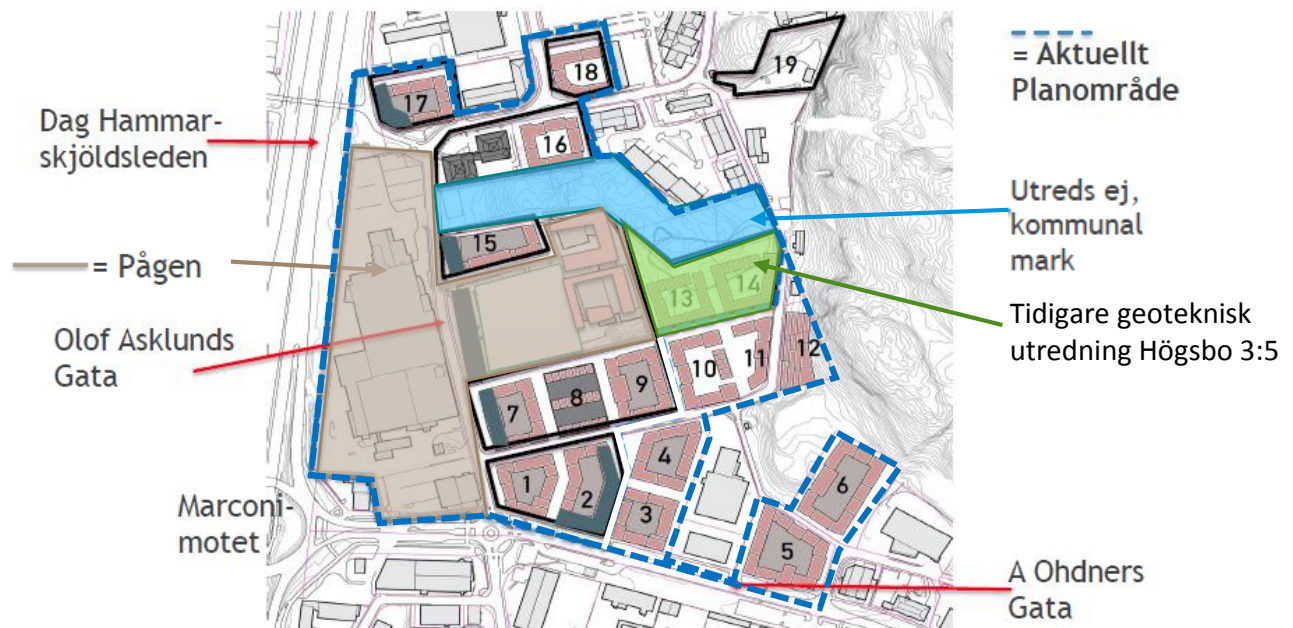 Dag Hammar-
skjöldsleden
= Pågen
Olof Asklunds
Gata
Marconi-
motet
17
18
19
16
15
13
14
12
11
10
9
8
7
4
6
1
2
3
5
= Aktuellt
Planområde
Utreds ej,
kommunal
mark
Tidigare geoteknisk
utredning Högsbo 3:5
A Ohdners
Gata